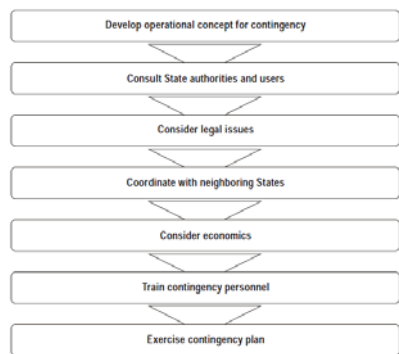 Develop operational concept for contingency
Consult State authorities and users
Consider legal issues
Coordinate with neighboring States
Consider economics
Train contingency personnel
Exercise contingency plan